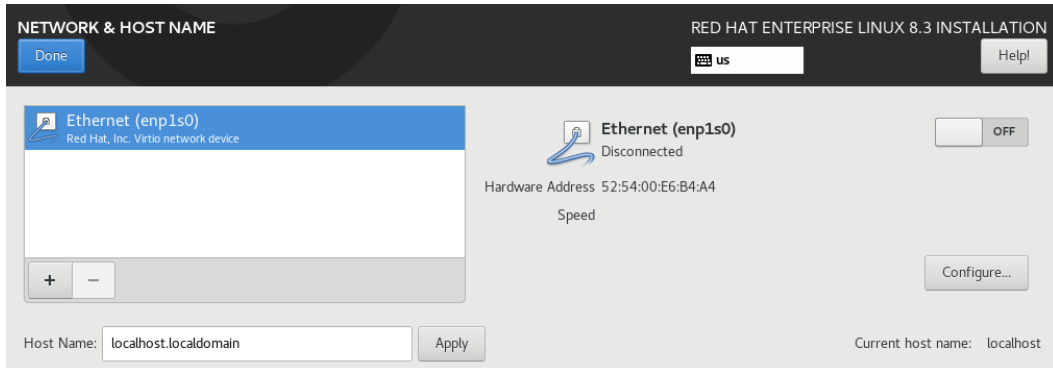 NETWORK & HOST NAME
RED HAT ENTERPRISE LINUX 8.3 INSTALLATION
Done
us
Help!
Ethernet (enp1s0)
Red Hat, Inc. Virtio network device
Ethernet (enp1s0)
Disconnected
OFF
Hardware Address 52:54:00:E6:B4:A4
Speed
+ −
Configure...
Host Name: localhost.localdomain Apply
Current host name: localhost